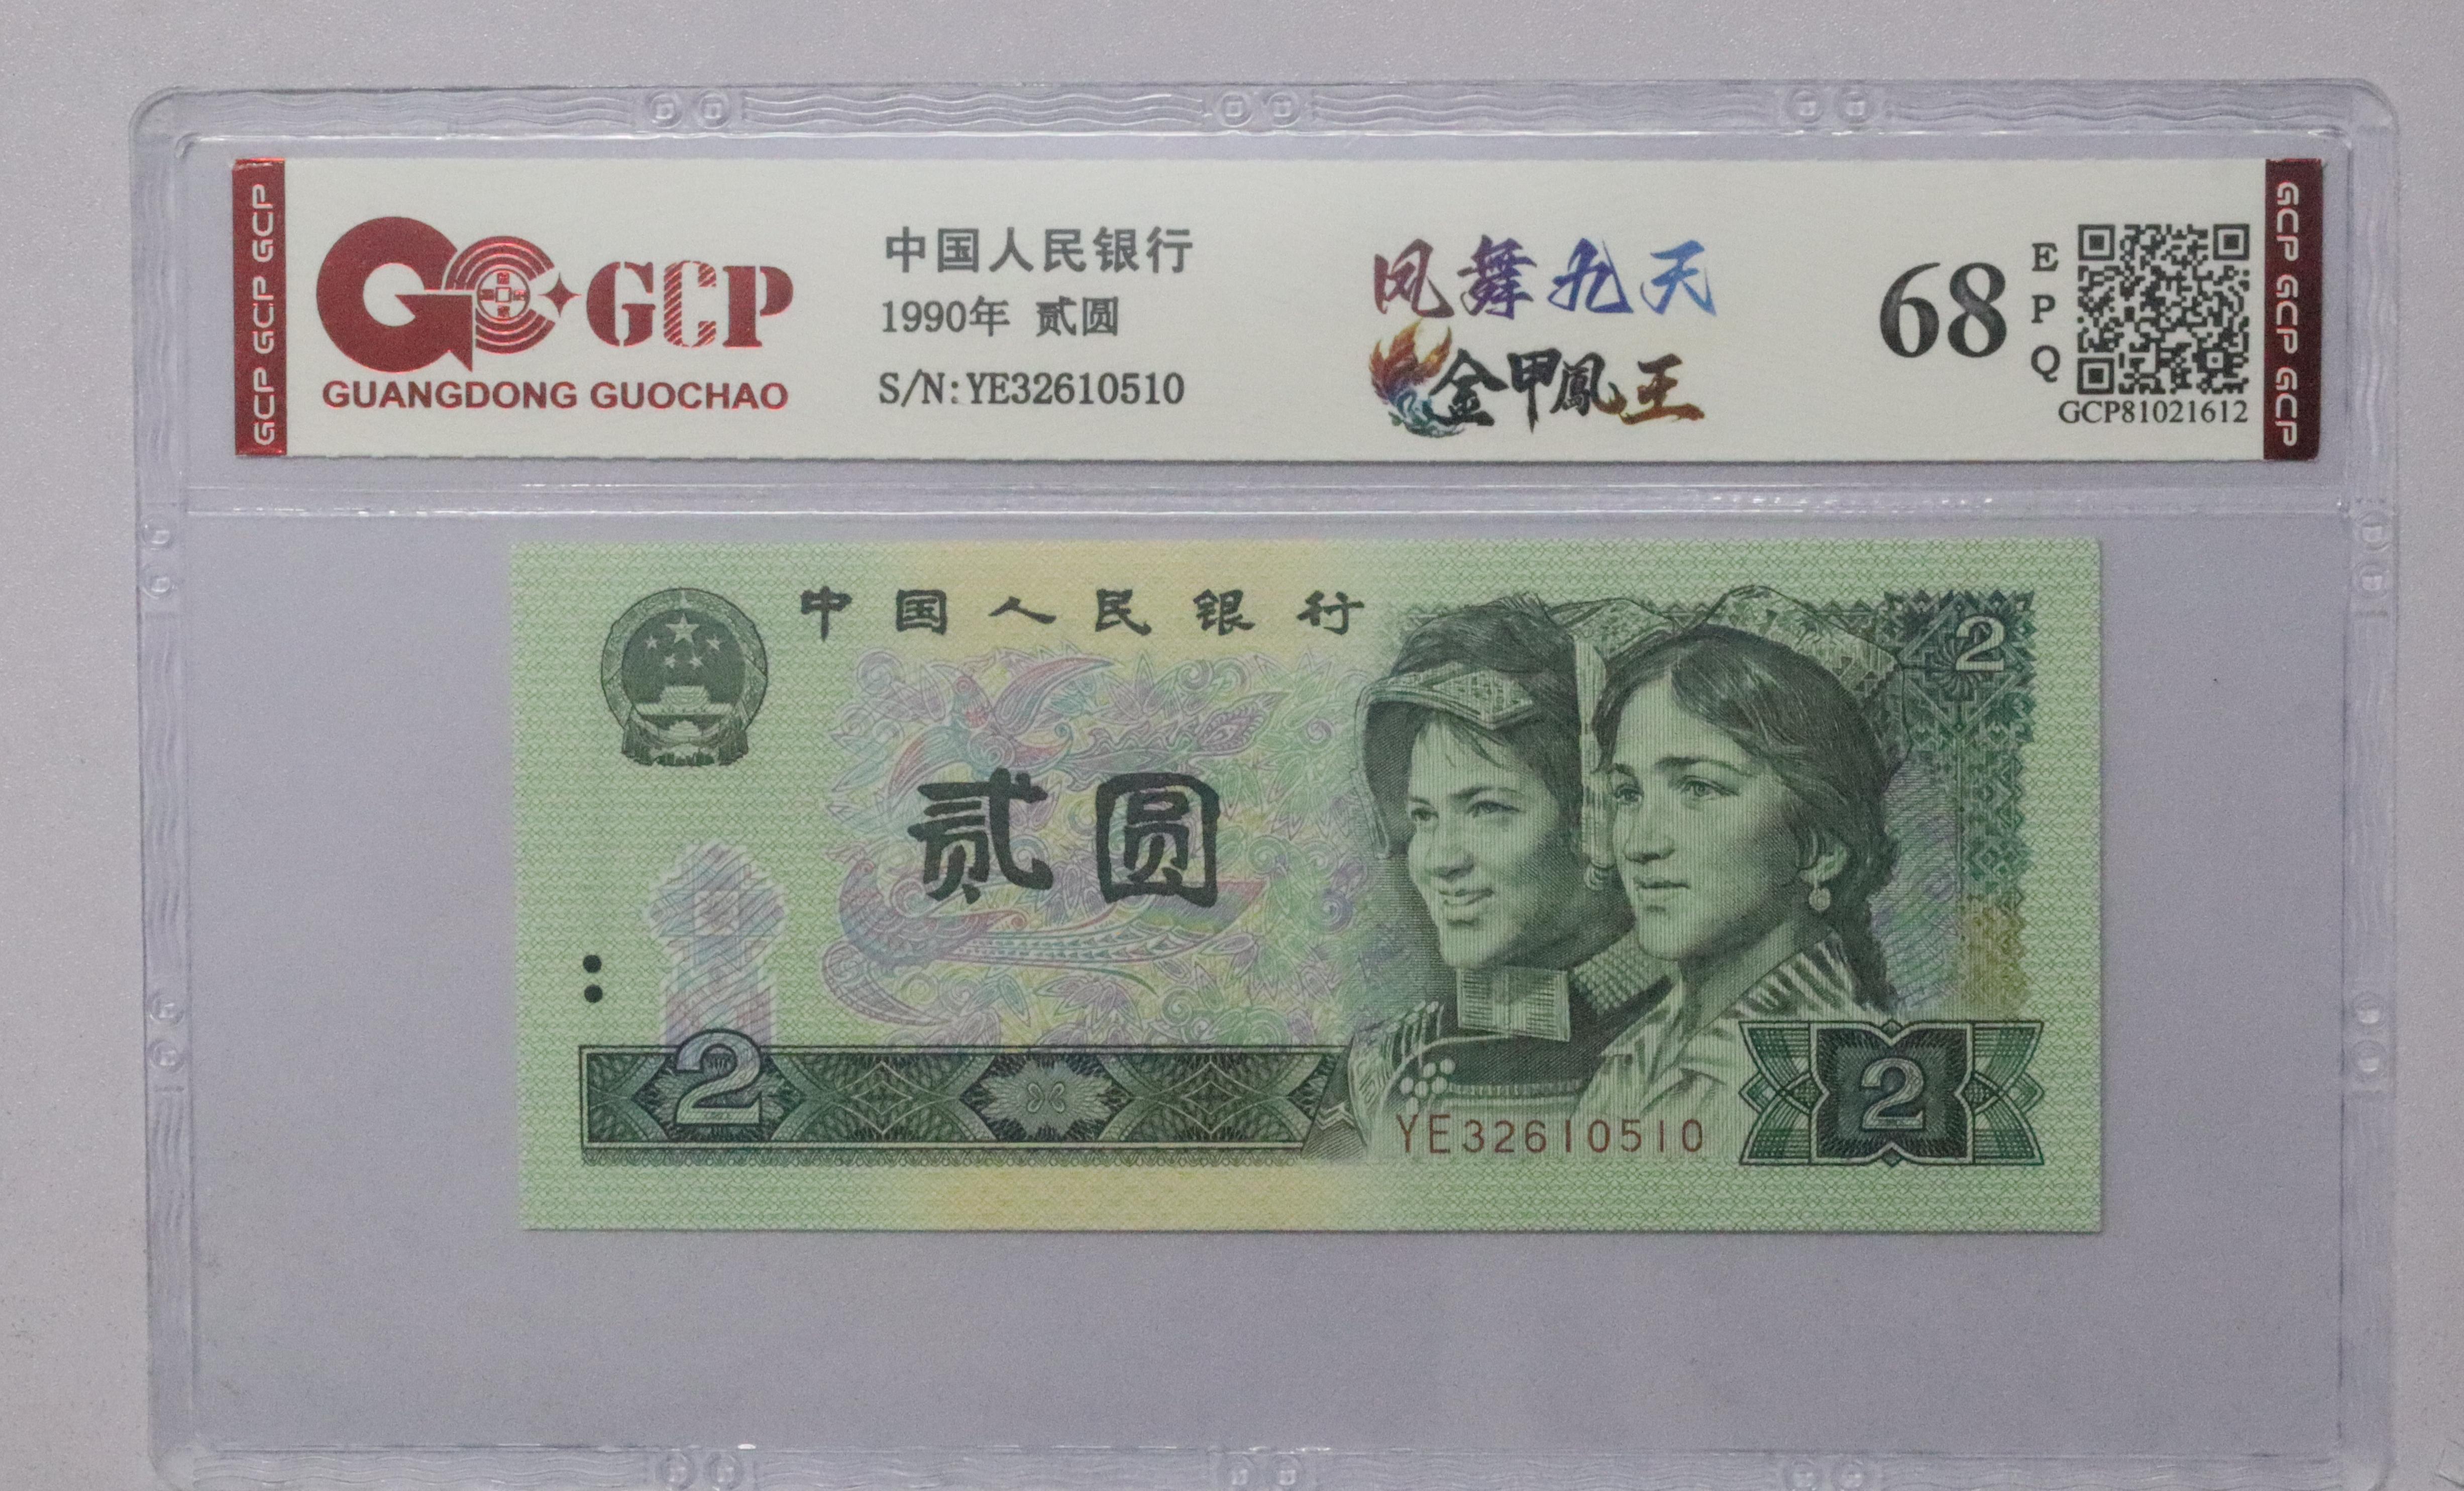 GCP GCP GCP
GCP
GUANGDONG GUOCHAO
中国人民银行
1990年 贰圆
S/N:YE32610510
凤舞九天
金甲鳳王
68
EPQ
GCP81021612
GCP GCP GCP
中国人民银行
2
贰圆
2
YE32610510
2